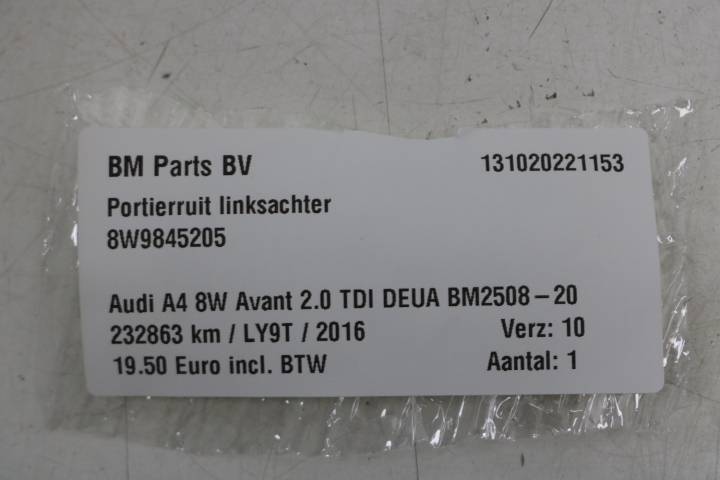 BM Parts BV 131020221153
Portierruit linksachter
8W9845205
Audi A4 8W Avant 2.0 TDI DEUA BM2508-20
232863 km / LY9T / 2016 Verz: 10
19.50 Euro incl. BTW Aantal: 1